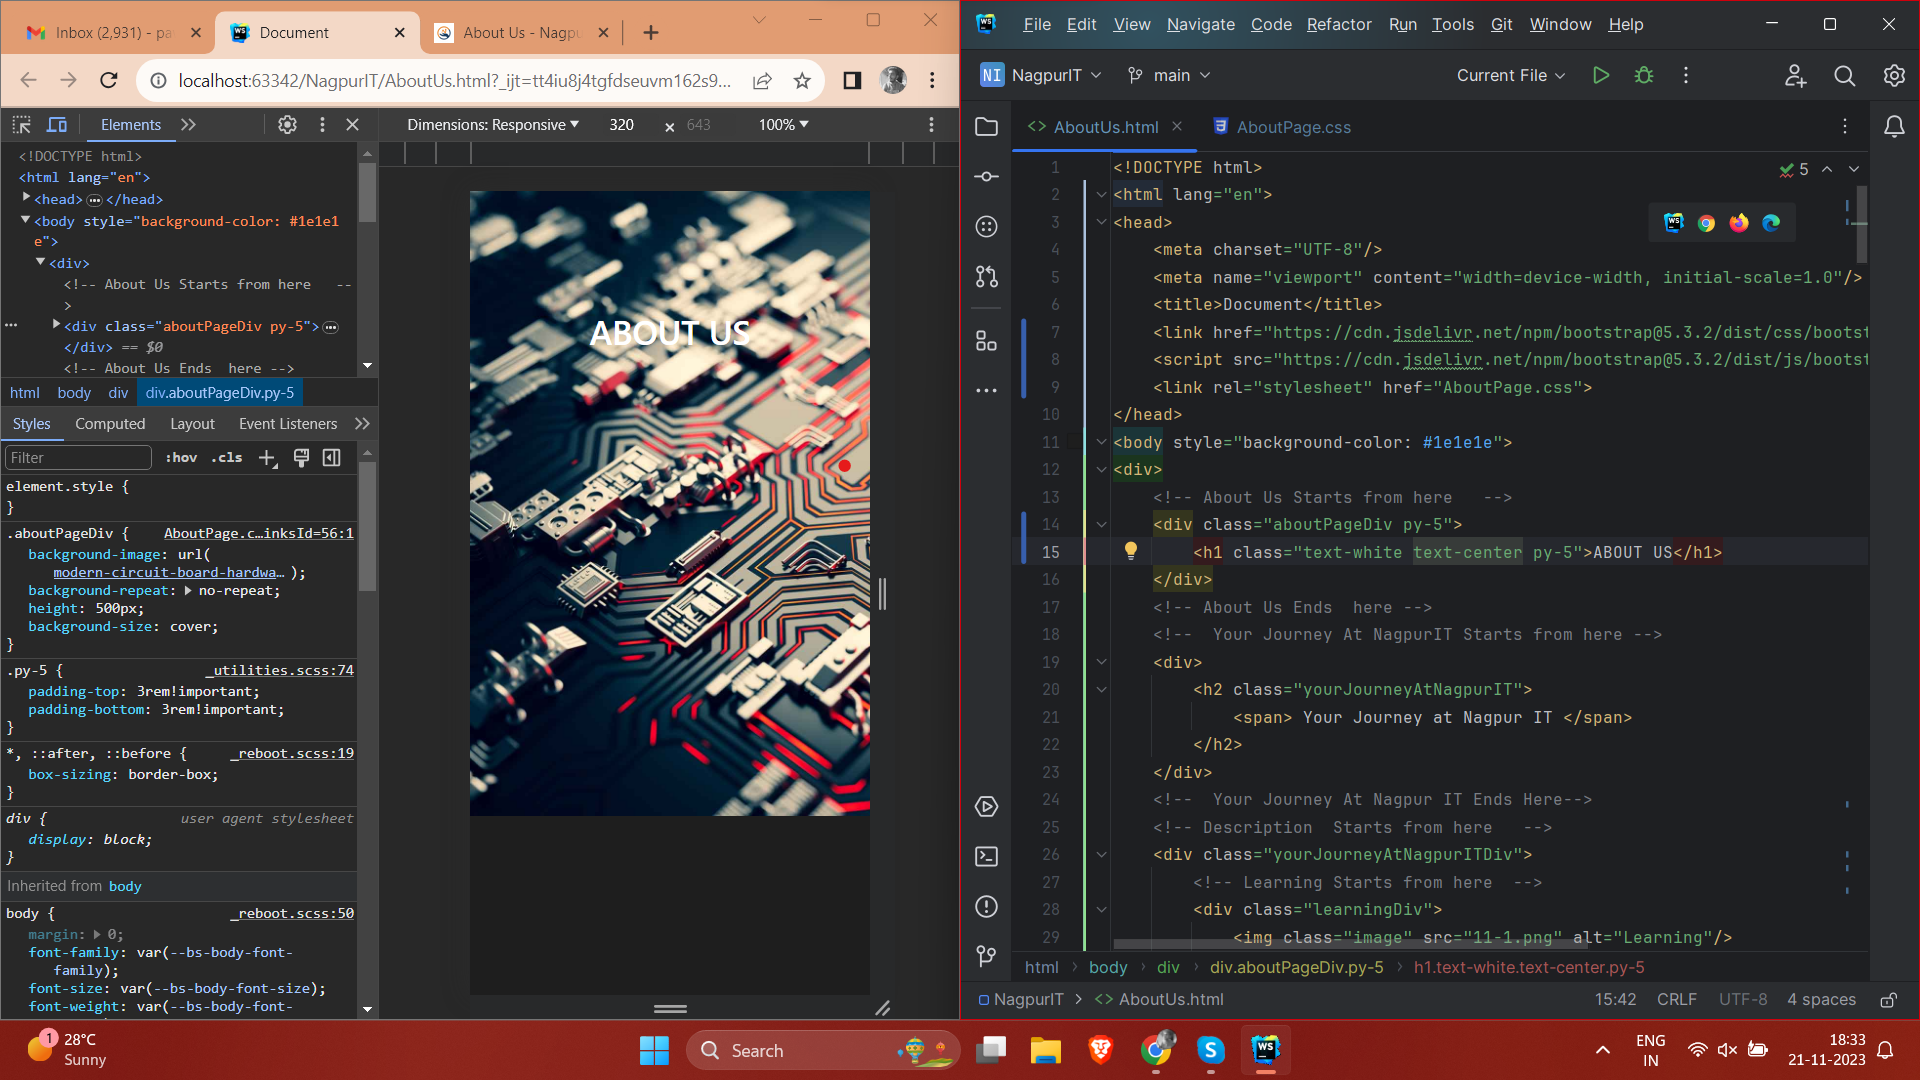 Inbox (2,931) - pa
Document
About Us - Nagpu
localhost:63342/NagpurIT/AboutUs.html?_ijt=tt4iu8j4tgfdseuvm162s9...
Elements
Dimensions: Responsive
320
643
100%
<!DOCTYPE html>
<html lang="en">
<head> ... </head>
<body style="background-color: #1e1e1
e">
<div>
<!-- About Us Starts from here   --
>
<div class="aboutPageDiv py-5"> ...
</div> == $0
<!-- About Us Ends  here -->
html body div div.aboutPageDiv.py-5
Styles Computed Layout Event Listeners
Filter
:hov .cls
element.style {
}
.aboutPageDiv { AboutPage.c…inksId=56:1
background-image: url(
modern-circuit-board-hardwa… );
background-repeat: no-repeat;
height: 500px;
background-size: cover;
}
.py-5 { _utilities.scss:74
padding-top: 3rem!important;
padding-bottom: 3rem!important;
}
*, ::after, ::before { _reboot.scss:19
box-sizing: border-box;
}
div { user agent stylesheet
display: block;
}
Inherited from body
body { _reboot.scss:50
margin: 0;
font-family: var(--bs-body-font-
family);
font-size: var(--bs-body-font-size);
font-weight: var(--bs-body-font-
ABOUT US
WS
File Edit View Navigate Code Refactor Run Tools Git Window Help
NI NagpurIT
main
Current File
AboutUs.html
AboutPage.css
5
1 <!DOCTYPE html>
2 <html lang="en">
3 <head>
4 <meta charset="UTF-8"/>
5 <meta name="viewport" content="width=device-width, initial-scale=1.0"/>
6 <title>Document</title>
7 <link href="https://cdn.jsdelivr.net/npm/bootstrap@5.3.2/dist/css/bootst
8 <script src="https://cdn.jsdelivr.net/npm/bootstrap@5.3.2/dist/js/bootst
9 <link rel="stylesheet" href="AboutPage.css">
10 </head>
11 <body style="background-color: #1e1e1e">
12 <div>
13 <!-- About Us Starts from here   -->
14 <div class="aboutPageDiv py-5">
15 <h1 class="text-white text-center py-5">ABOUT US</h1>
16 </div>
17 <!-- About Us Ends  here -->
18 <!--  Your Journey At NagpurIT Starts from here -->
19 <div>
20 <h2 class="yourJourneyAtNagpurIT">
21 <span> Your Journey at Nagpur IT </span>
22 </h2>
23 </div>
24 <!--  Your Journey At Nagpur IT Ends Here-->
25 <!-- Description  Starts from here   -->
26 <div class="yourJourneyAtNagpurITDiv">
27 <!-- Learning Starts from here  -->
28 <div class="learningDiv">
29 <img class="image" src="11-1.png" alt="Learning"/>
html body div div.aboutPageDiv.py-5 h1.text-white.text-center.py-5
NagpurIT > <> AboutUs.html
15:42 CRLF UTF-8 4 spaces
1
28°C
Sunny
Search
WS
ENG
IN
18:33
21-11-2023